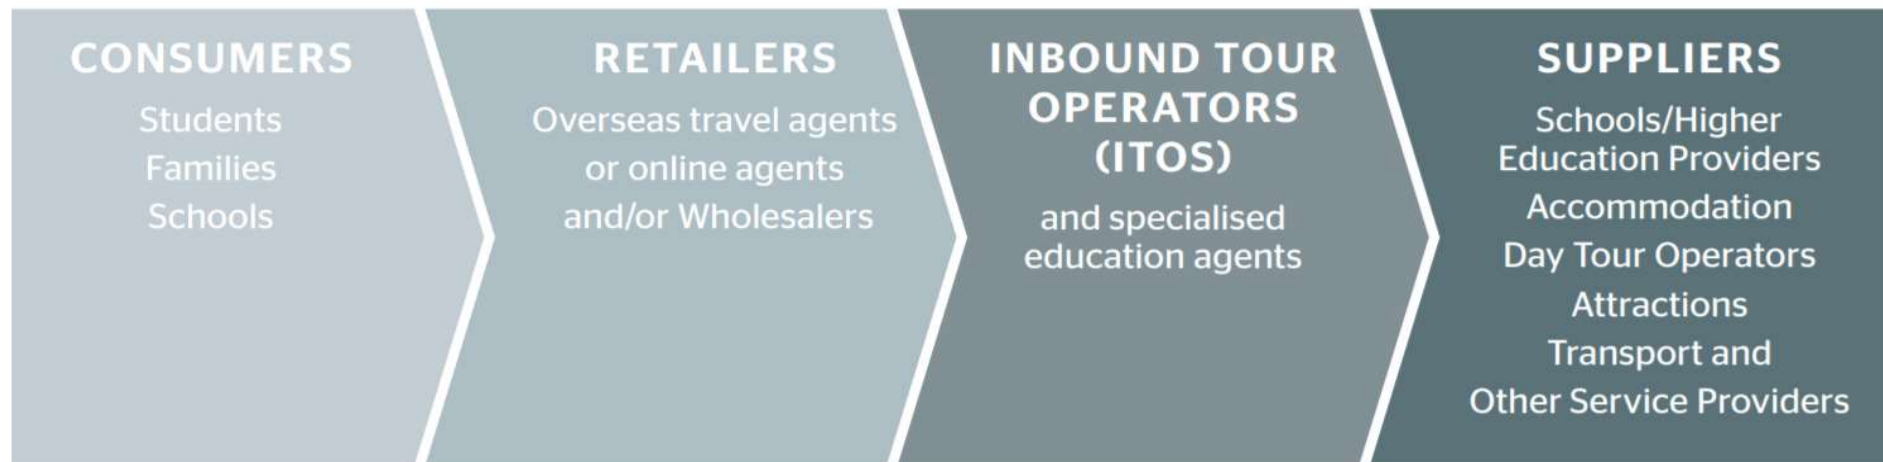 CONSUMERS
Students
Families
Schools
RETAILERS
Overseas travel agents
or online agents
and/or Wholesalers
INBOUND TOUR
OPERATORS
(ITOS)
and specialised
education agents
SUPPLIERS
Schools/Higher
Education Providers
Accommodation
Day Tour Operators
Attractions
Transport and
Other Service Providers